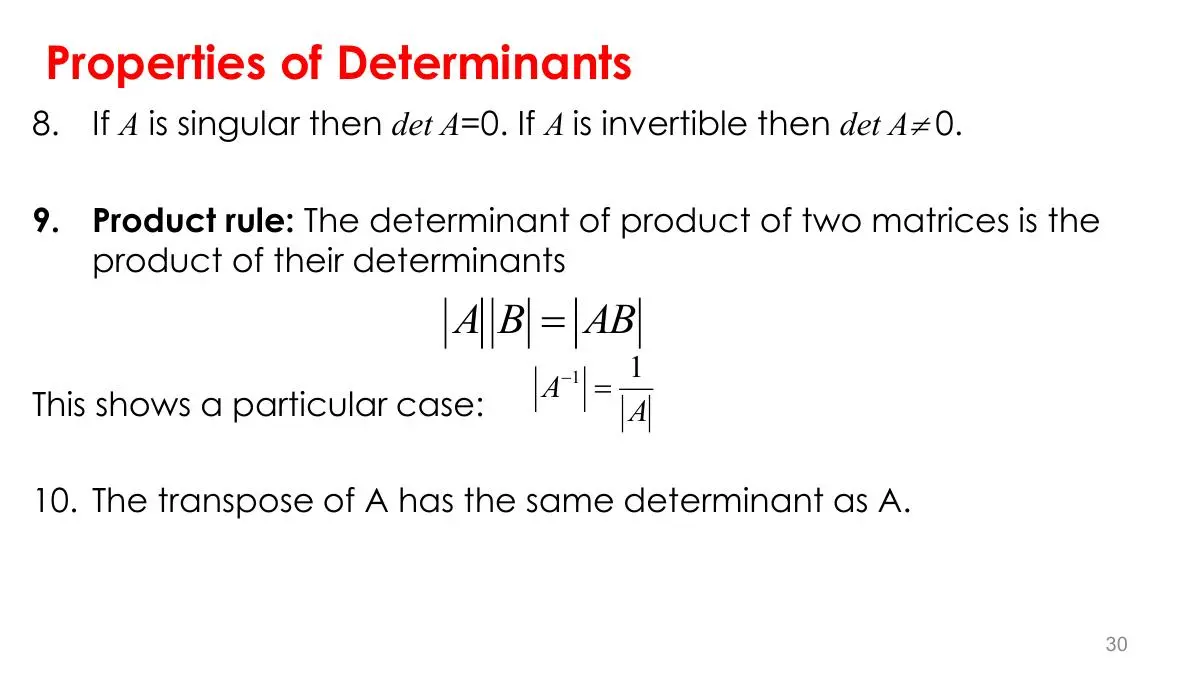 Properties of Determinants
8. If A is singular then det A=0. If A is invertible then det A≠0.
9. Product rule: The determinant of product of two matrices is the
product of their determinants
|A||B|=|AB|
This shows a particular case: |A⁻¹| = 1/|A|
10. The transpose of A has the same determinant as A.
30